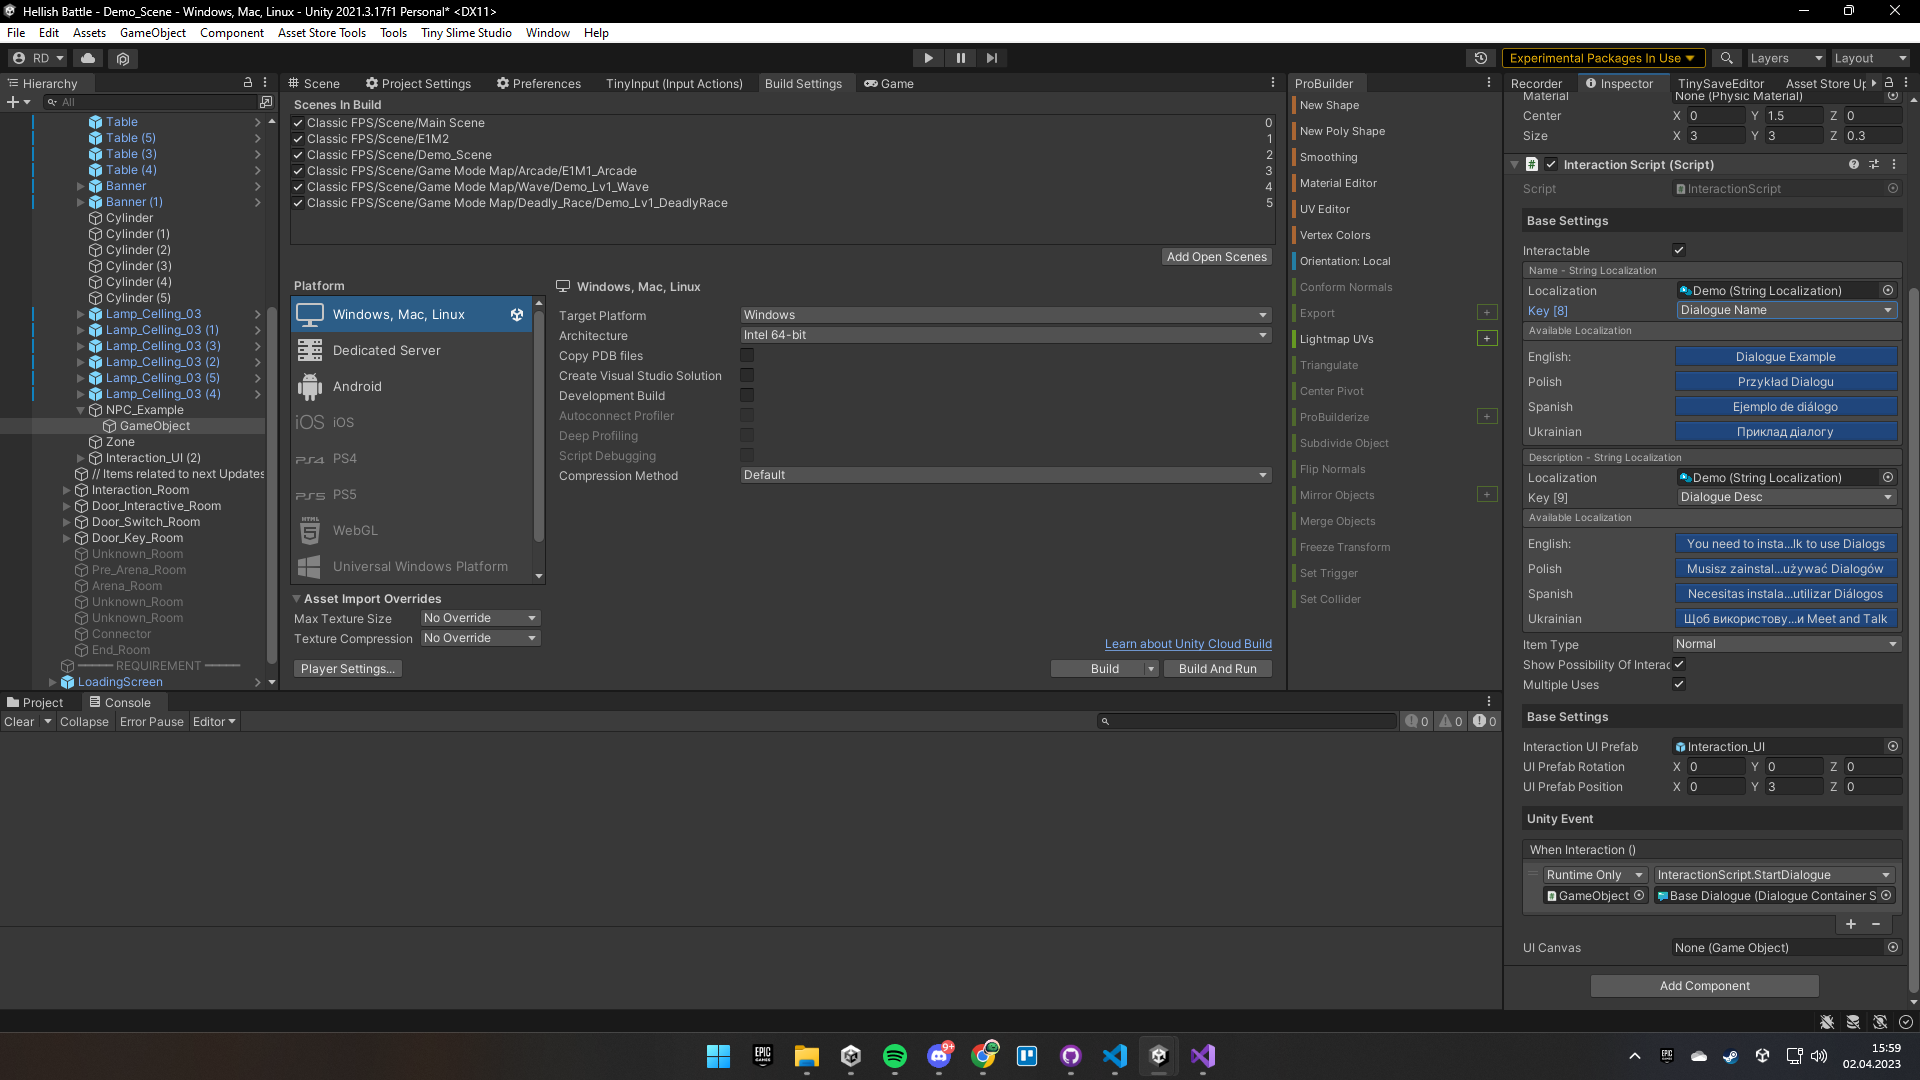 Hellish Battle - Demo_Scene - Windows, Mac, Linux - Unity 2021.3.17f1 Personal* <DX11>
File Edit Assets GameObject Component Asset Store Tools Tools Tiny Slime Studio Window Help
RD
Experimental Packages In Use
Layers
Layout
Hierarchy
All
Table
Table (5)
Table (3)
Table (4)
Banner
Banner (1)
Cylinder
Cylinder (1)
Cylinder (2)
Cylinder (3)
Cylinder (4)
Cylinder (5)
Lamp_Celling_03
Lamp_Celling_03 (1)
Lamp_Celling_03 (3)
Lamp_Celling_03 (2)
Lamp_Celling_03 (5)
Lamp_Celling_03 (4)
NPC_Example
GameObject
Zone
Interaction_UI (2)
// Items related to next Updates
Interaction_Room
Door_Interactive_Room
Door_Switch_Room
Door_Key_Room
Unknown_Room
Pre_Arena_Room
Arena_Room
Unknown_Room
Unknown_Room
Connector
End_Room
REQUIREMENT
LoadingScreen
Scene Project Settings Preferences TinyInput (Input Actions) Build Settings Game
Scenes In Build
Classic FPS/Scene/Main Scene 0
Classic FPS/Scene/E1M2 1
Classic FPS/Scene/Demo_Scene 2
Classic FPS/Scene/Game Mode Map/Arcade/E1M1_Arcade 3
Classic FPS/Scene/Game Mode Map/Wave/Demo_Lv1_Wave 4
Classic FPS/Scene/Game Mode Map/Deadly_Race/Demo_Lv1_DeadlyRace 5
Add Open Scenes
Platform
Windows, Mac, Linux
Dedicated Server
Android
iOS iOS
PS4 PS4
PS5 PS5
WebGL
Universal Windows Platform
Windows, Mac, Linux
Target Platform Windows
Architecture Intel 64-bit
Copy PDB files
Create Visual Studio Solution
Development Build
Autoconnect Profiler
Deep Profiling
Script Debugging
Compression Method Default
Asset Import Overrides
Max Texture Size No Override
Texture Compression No Override
Learn about Unity Cloud Build
Player Settings...
Build
Build And Run
ProBuilder
New Shape
New Poly Shape
Smoothing
Material Editor
UV Editor
Vertex Colors
Orientation: Local
Conform Normals
Export +
Lightmap UVs +
Triangulate
Center Pivot
ProBuilderize +
Subdivide Object
Flip Normals
Mirror Objects +
Merge Objects
Freeze Transform
Set Trigger
Set Collider
Recorder Inspector TinySaveEditor Asset Store Up
Material None (Physic Material)
Center X 0 Y 1.5 Z 0
Size X 3 Y 3 Z 0.3
# Interaction Script (Script)
Script InteractionScript
Base Settings
Interactable
Name - String Localization
Localization Demo (String Localization)
Key [8] Dialogue Name
Available Localization
English: Dialogue Example
Polish Przykład Dialogu
Spanish Ejemplo de diálogo
Ukrainian Приклад діалогу
Description - String Localization
Localization Demo (String Localization)
Key [9] Dialogue Desc
Available Localization
English: You need to insta...lk to use Dialogs
Polish Musisz zainstal...używać Dialogów
Spanish Necesitas instala...utilizar Diálogos
Ukrainian Щоб використову...и Meet and Talk
Item Type Normal
Show Possibility Of Interac
Multiple Uses
Base Settings
Interaction UI Prefab Interaction_UI
UI Prefab Rotation X 0 Y 0 Z 0
UI Prefab Position X 0 Y 3 Z 0
Unity Event
When Interaction ()
Runtime Only InteractionScript.StartDialogue
GameObject Base Dialogue (Dialogue Container S
+ −
UI Canvas None (Game Object)
Add Component
Project Console
Clear Collapse Error Pause Editor
0 0 0
EPIC GAMES
9+
EPIC GAMES
15:59
02.04.2023